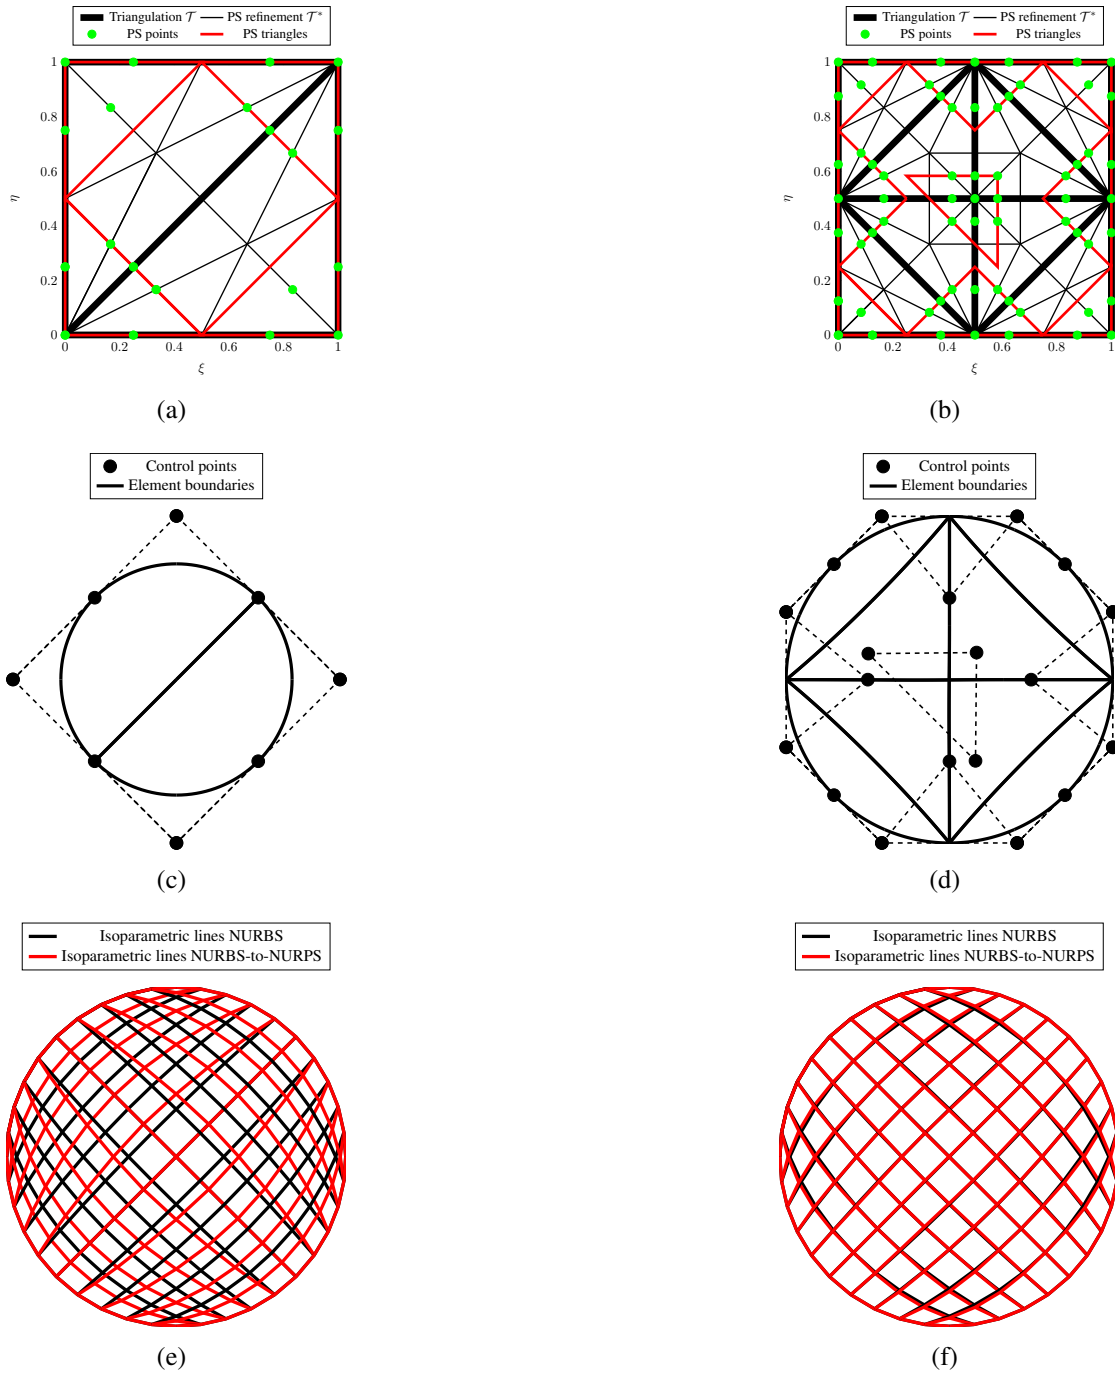 Triangulation 𝒯 PS refinement 𝒯*
PS points PS triangles
1
0.8
0.6
0.4
0.2
0
η
0 0.2 0.4 0.6 0.8 1
ξ
(a)
Triangulation 𝒯 PS refinement 𝒯*
PS points PS triangles
1
0.8
0.6
0.4
0.2
0
η
0 0.2 0.4 0.6 0.8 1
ξ
(b)
Control points
Element boundaries
(c)
Control points
Element boundaries
(d)
Isoparametric lines NURBS
Isoparametric lines NURBS-to-NURPS
(e)
Isoparametric lines NURBS
Isoparametric lines NURBS-to-NURPS
(f)